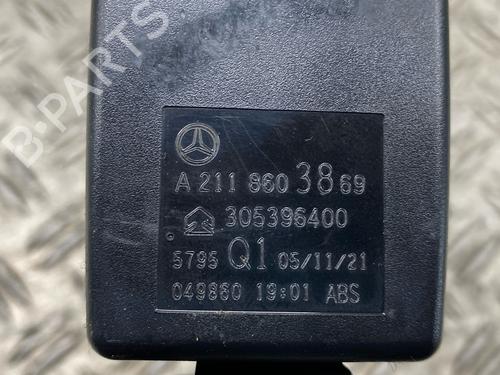 B-PARTS
A 211 860 38 69
305396400
5795 Q1 05/11/21
049860 19:01 ABS